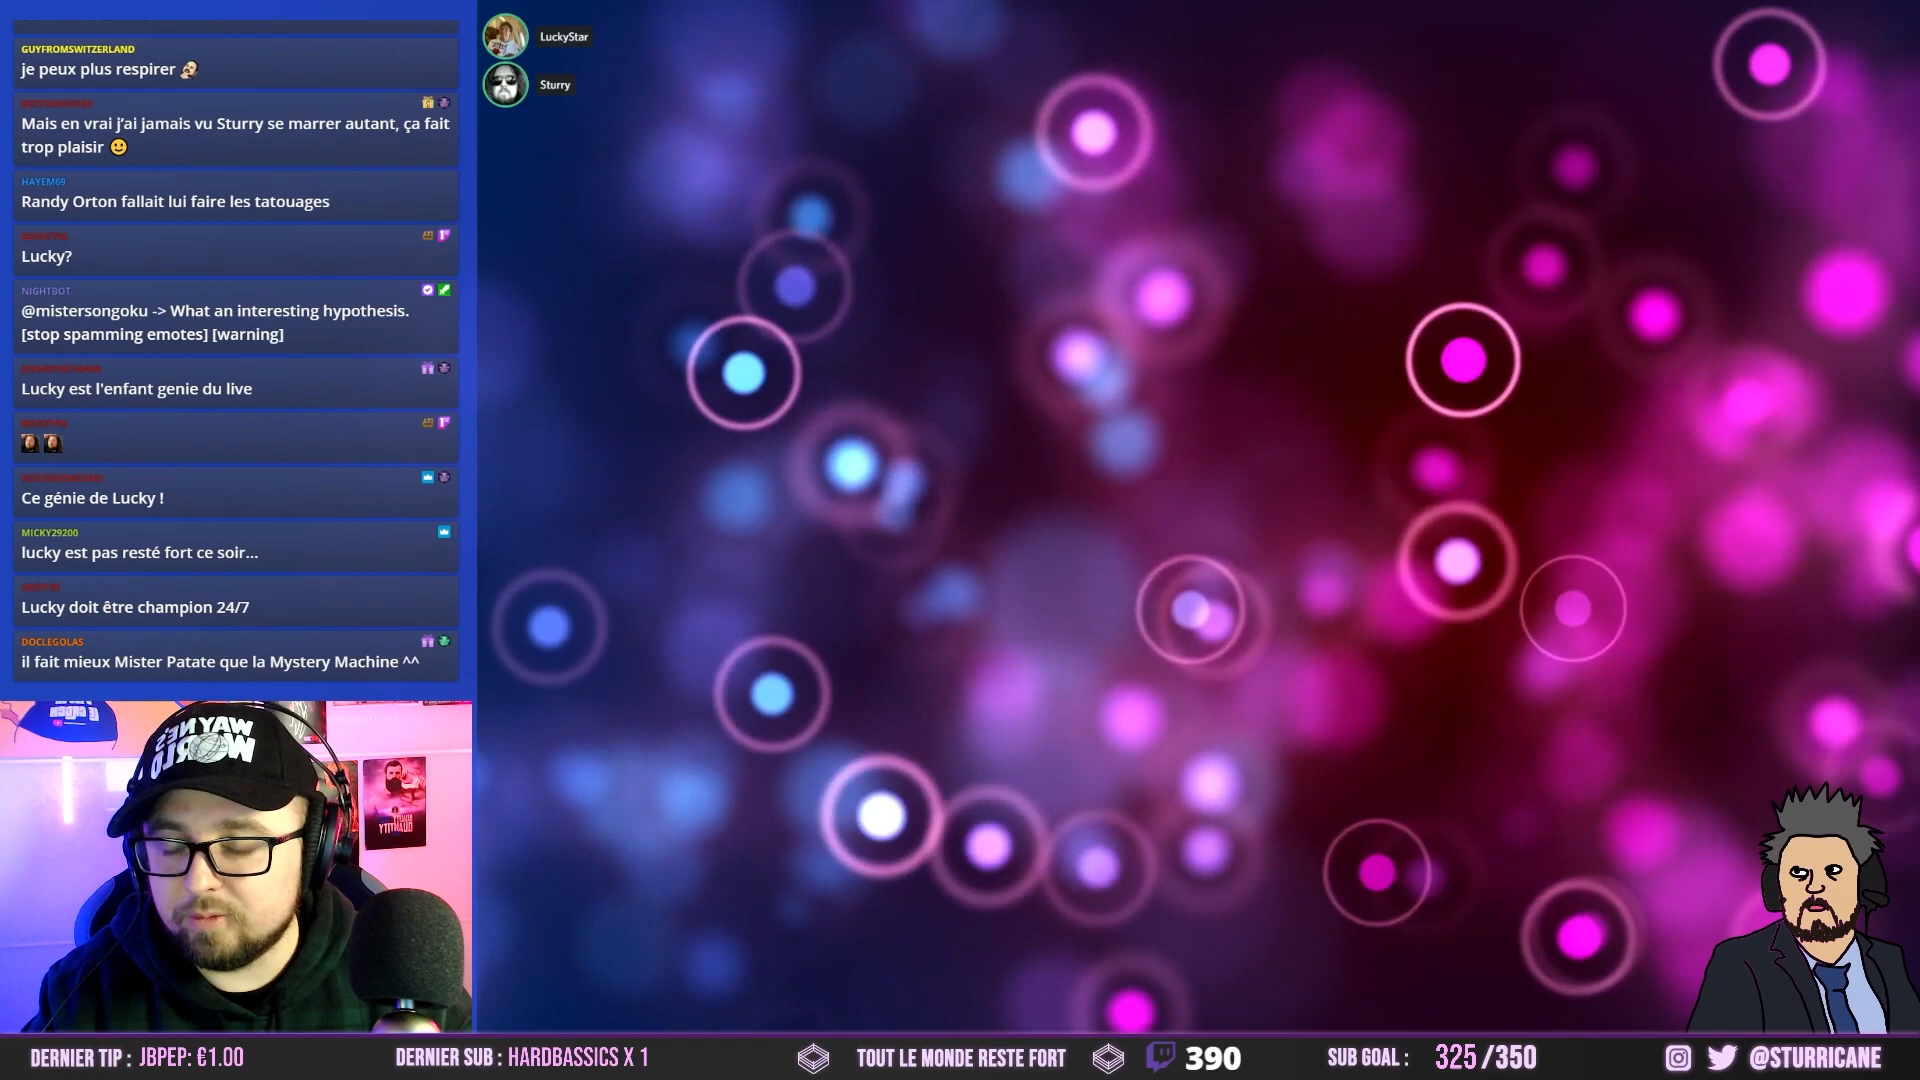 GUYFROMSWITZERLAND
je peux plus respirer
Mais en vrai j'ai jamais vu Sturry se marrer autant, ça fait
trop plaisir
HAYEM69
Randy Orton fallait lui faire les tatouages
Lucky?
NIGHTBOT
@mistersongoku -> What an interesting hypothesis.
[stop spamming emotes] [warning]
Lucky est l'enfant genie du live
Ce génie de Lucky !
MICKY29200
lucky est pas resté fort ce soir...
Lucky doit être champion 24/7
DOCLEGOLAS
il fait mieux Mister Patate que la Mystery Machine ^^
LuckyStar
Sturry
WAYNE'S
WORLD
DERNIER TIP : JBPEP: €1.00
DERNIER SUB : HARDBASSICS X 1
TOUT LE MONDE RESTE FORT
390
SUB GOAL : 325 /350
@STURRICANE